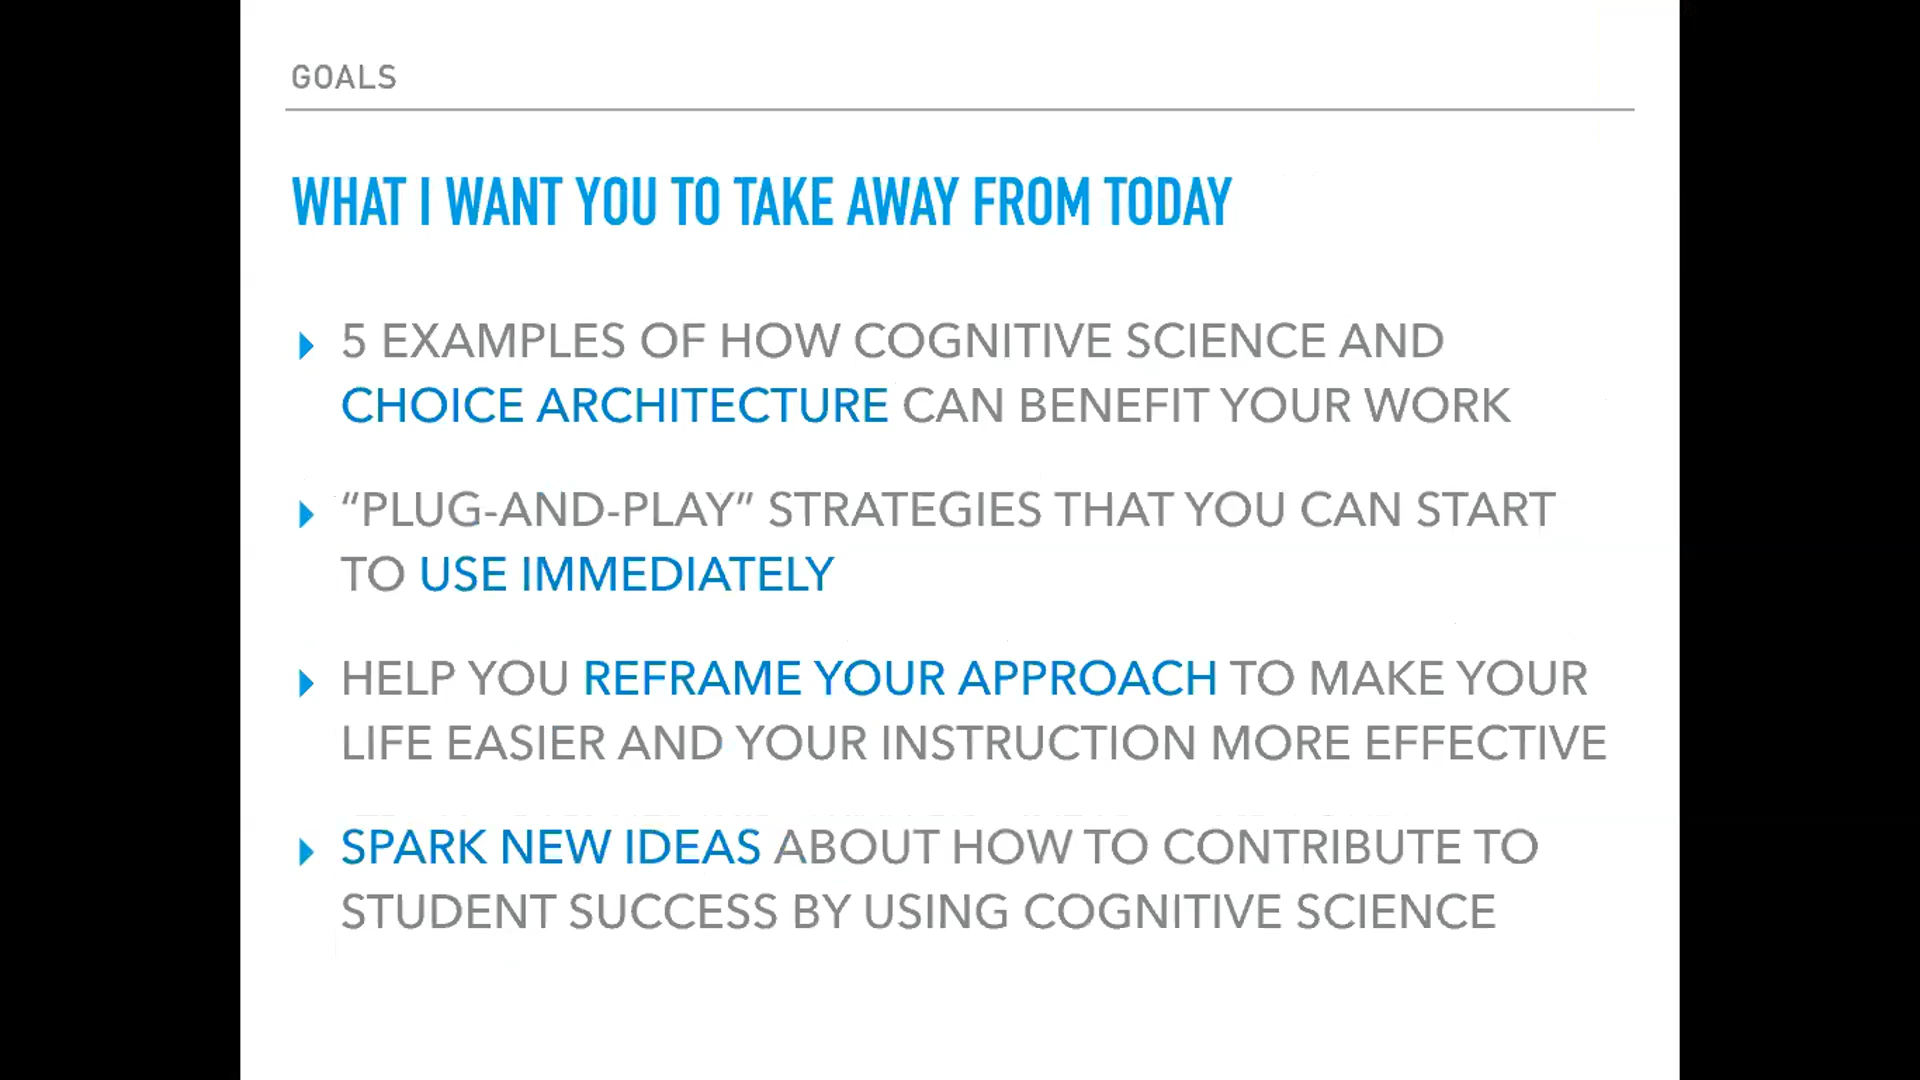 GOALS
WHAT I WANT YOU TO TAKE AWAY FROM TODAY
5 EXAMPLES OF HOW COGNITIVE SCIENCE AND
CHOICE ARCHITECTURE CAN BENEFIT YOUR WORK
“PLUG-AND-PLAY” STRATEGIES THAT YOU CAN START
TO USE IMMEDIATELY
HELP YOU REFRAME YOUR APPROACH TO MAKE YOUR
LIFE EASIER AND YOUR INSTRUCTION MORE EFFECTIVE
SPARK NEW IDEAS ABOUT HOW TO CONTRIBUTE TO
STUDENT SUCCESS BY USING COGNITIVE SCIENCE